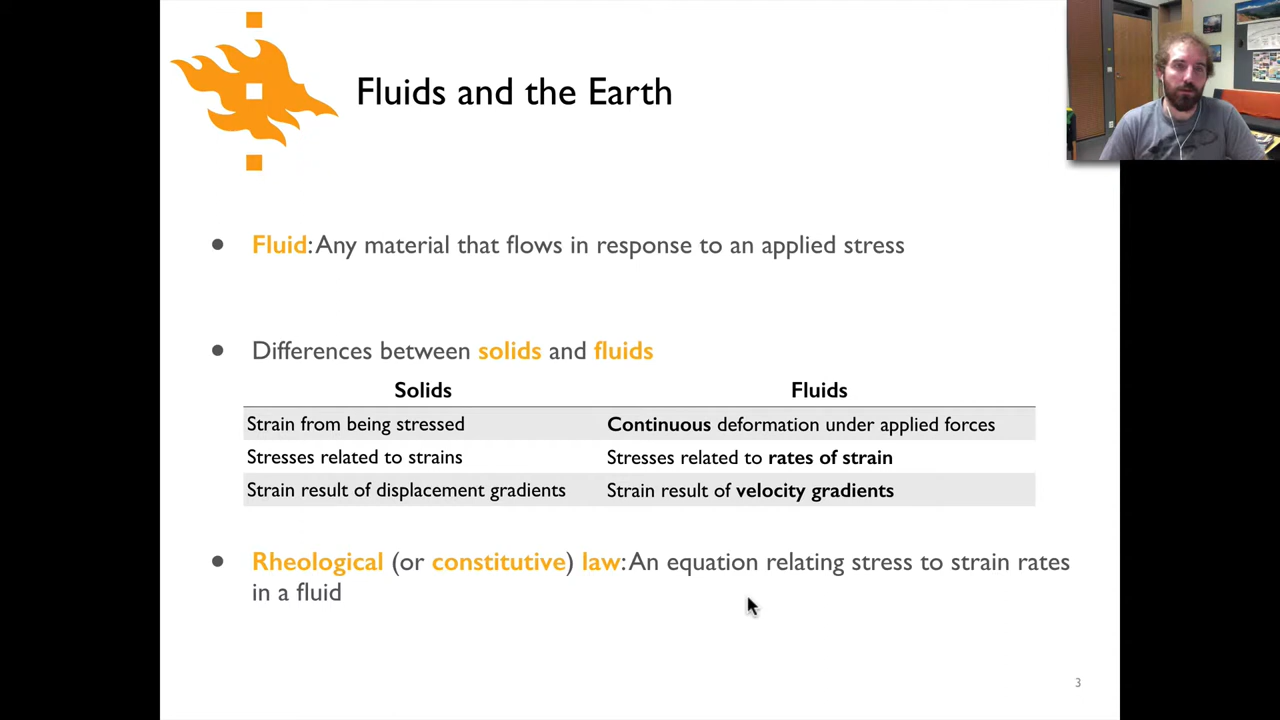 Fluids and the Earth
● Fluid: Any material that flows in response to an applied stress
● Differences between solids and fluids
Solids Fluids
Strain from being stressed Continuous deformation under applied forces
Stresses related to strains Stresses related to rates of strain
Strain result of displacement gradients Strain result of velocity gradients
● Rheological (or constitutive) law: An equation relating stress to strain rates
in a fluid
3